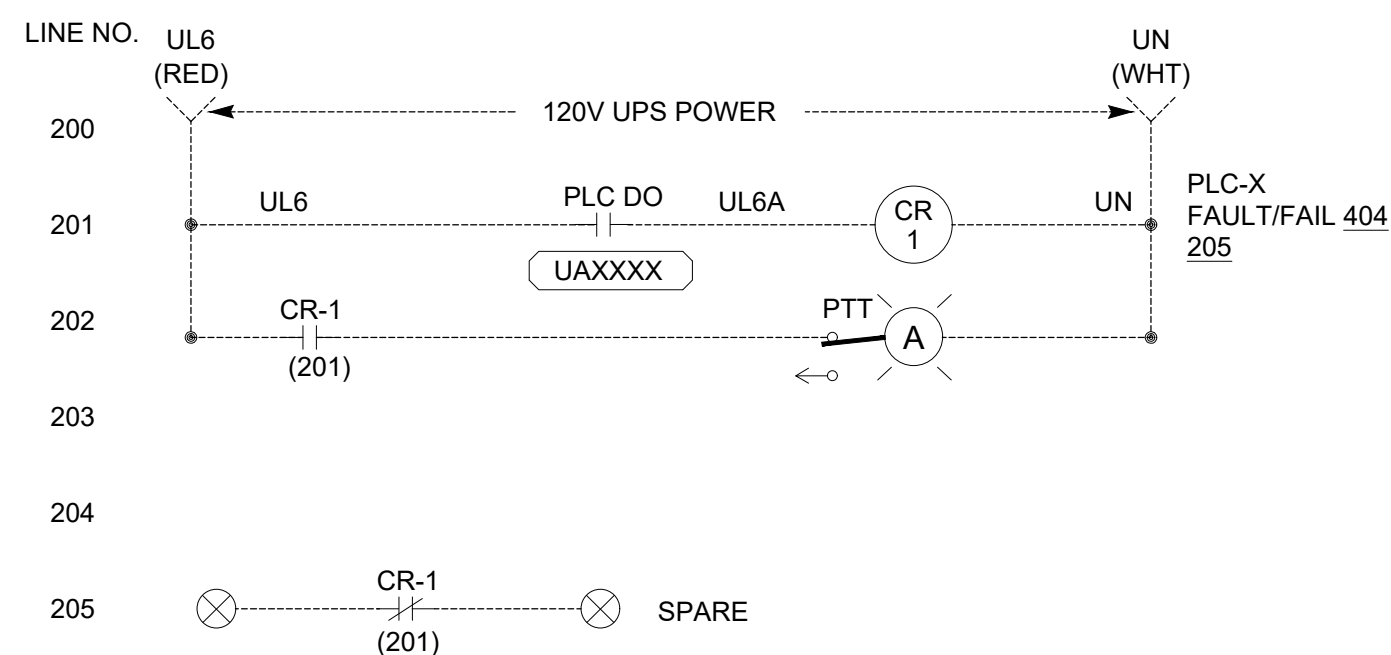 LINE NO.
UL6
(RED)
UN
(WHT)
200
120V UPS POWER
201
UL6
PLC DO
UL6A
CR
1
UN
PLC-X
FAULT/FAIL 404
205
UAXXXX
202
CR-1
(201)
PTT
A
203
204
205
CR-1
(201)
SPARE